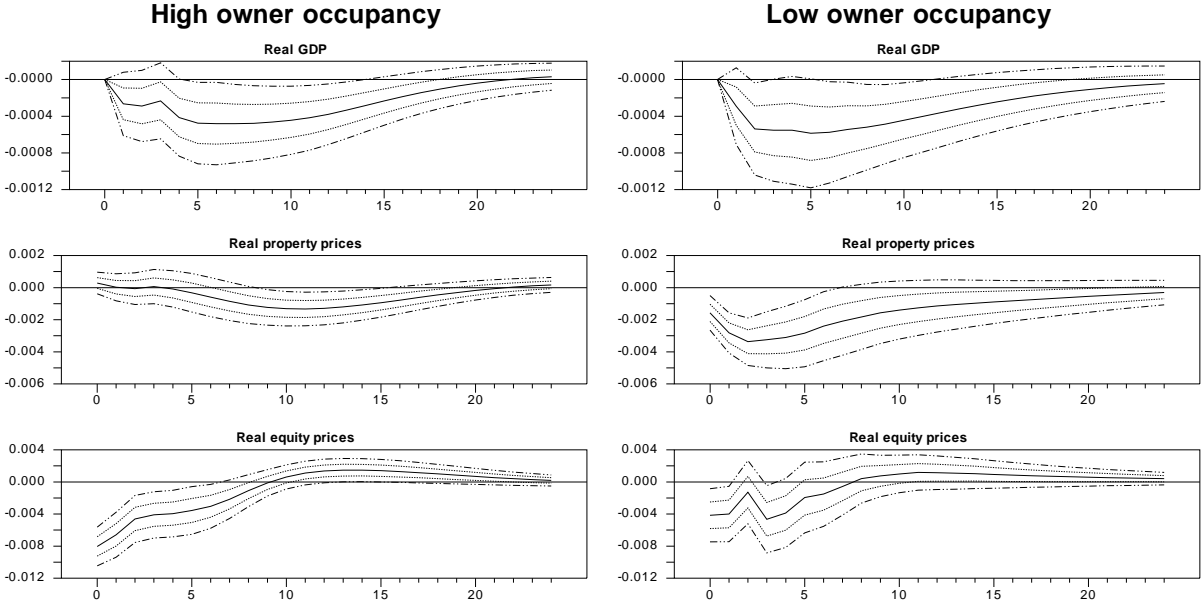 High owner occupancy
Low owner occupancy
Real GDP
-0.0000
-0.0004
-0.0008
-0.0012
0 5 10 15 20
Real GDP
-0.0000
-0.0004
-0.0008
-0.0012
0 5 10 15 20
Real property prices
0.002
0.000
-0.002
-0.004
-0.006
0 5 10 15 20
Real property prices
0.002
0.000
-0.002
-0.004
-0.006
0 5 10 15 20
Real equity prices
0.004
0.000
-0.004
-0.008
-0.012
0 5 10 15 20
Real equity prices
0.004
0.000
-0.004
-0.008
-0.012
0 5 10 15 20